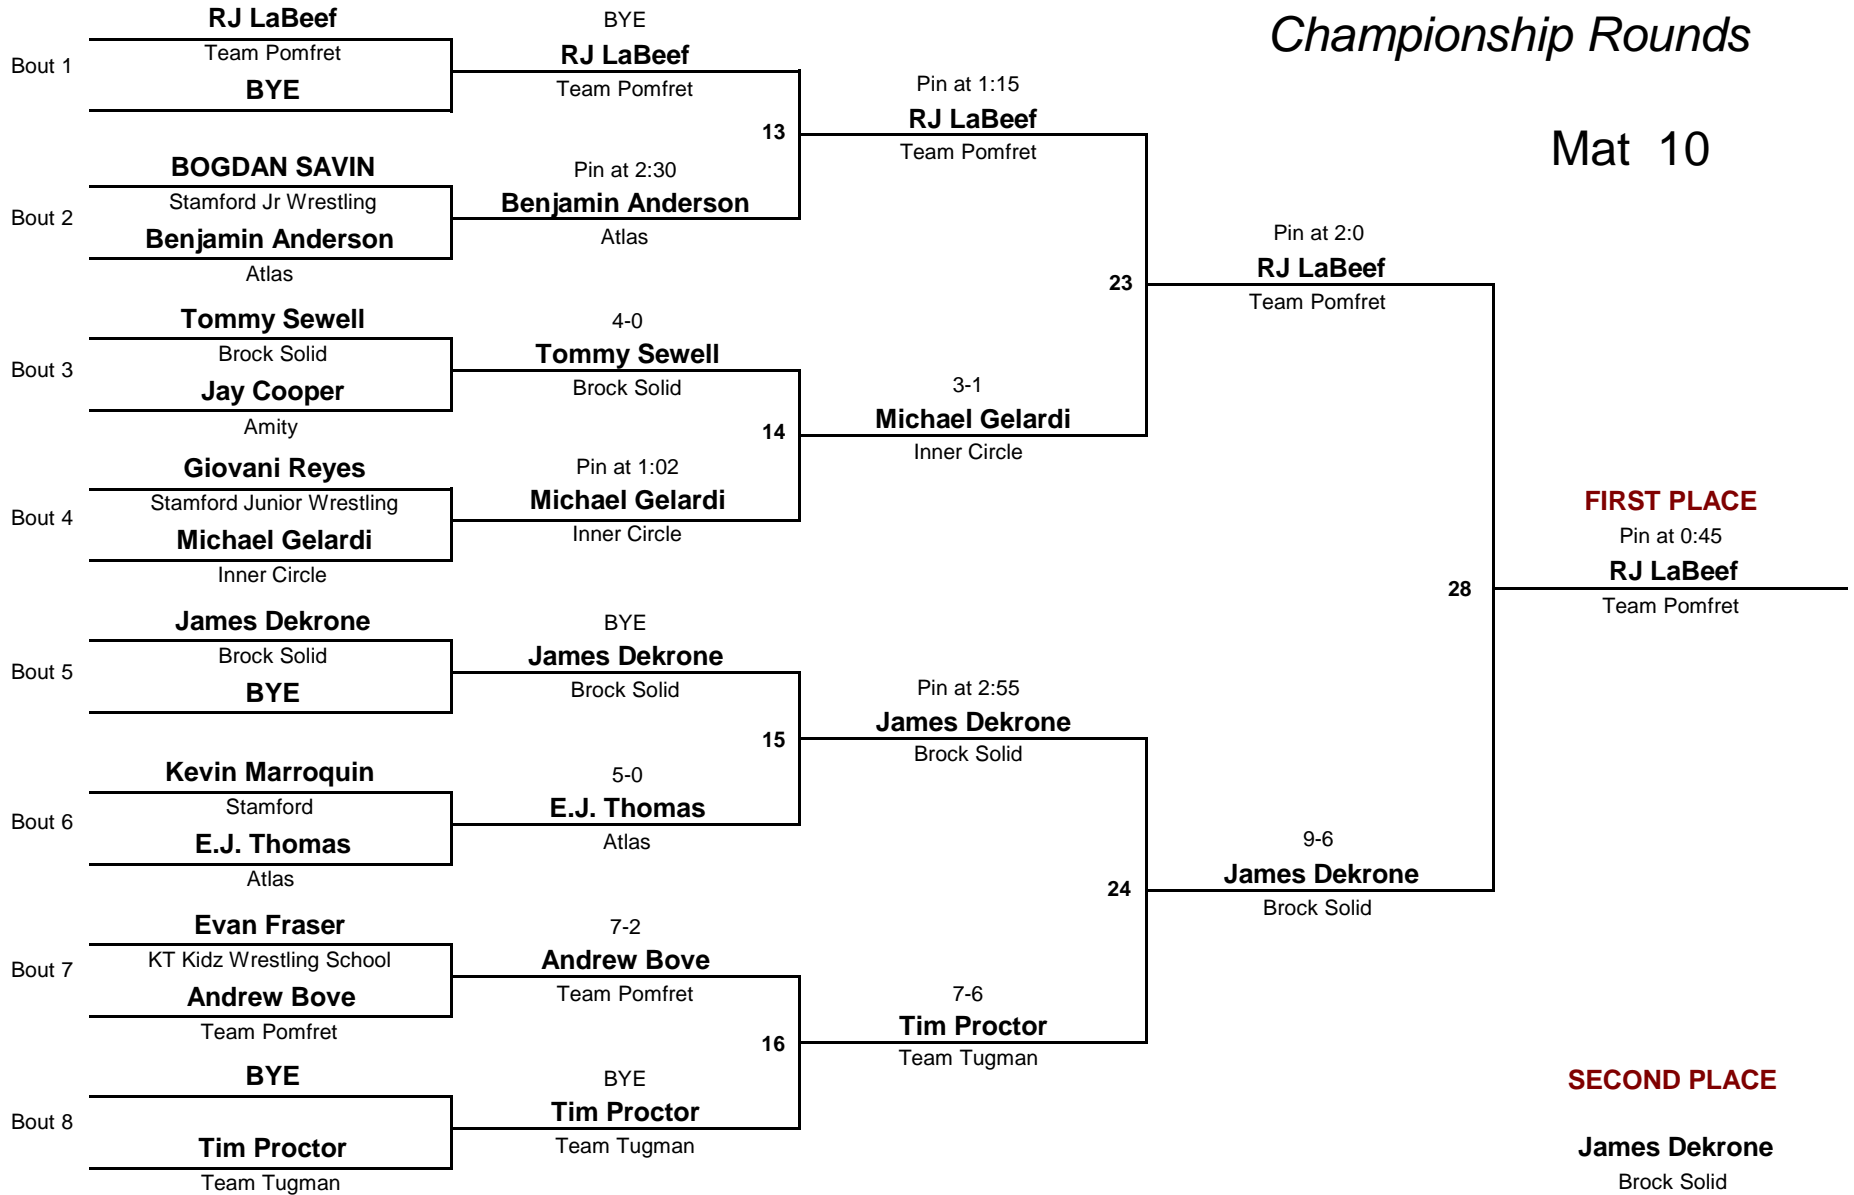 Championship Rounds
Mat 10
Bout 1
RJ LaBeef
Team Pomfret
BYE
Bout 2
BOGDAN SAVIN
Stamford Jr Wrestling
Benjamin Anderson
Atlas
Bout 3
Tommy Sewell
Brock Solid
Jay Cooper
Amity
Bout 4
Giovani Reyes
Stamford Junior Wrestling
Michael Gelardi
Inner Circle
Bout 5
James Dekrone
Brock Solid
BYE
Bout 6
Kevin Marroquin
Stamford
E.J. Thomas
Atlas
Bout 7
Evan Fraser
KT Kidz Wrestling School
Andrew Bove
Team Pomfret
Bout 8
BYE
Tim Proctor
Team Tugman
BYE
RJ LaBeef
Team Pomfret
13
Pin at 2:30
Benjamin Anderson
Atlas
4-0
Tommy Sewell
Brock Solid
14
Pin at 1:02
Michael Gelardi
Inner Circle
BYE
James Dekrone
Brock Solid
15
5-0
E.J. Thomas
Atlas
7-2
Andrew Bove
Team Pomfret
16
BYE
Tim Proctor
Team Tugman
Pin at 1:15
RJ LaBeef
Team Pomfret
23
3-1
Michael Gelardi
Inner Circle
Pin at 2:55
James Dekrone
Brock Solid
24
7-6
Tim Proctor
Team Tugman
Pin at 2:0
RJ LaBeef
Team Pomfret
28
9-6
James Dekrone
Brock Solid
FIRST PLACE
Pin at 0:45
RJ LaBeef
Team Pomfret
SECOND PLACE
James Dekrone
Brock Solid